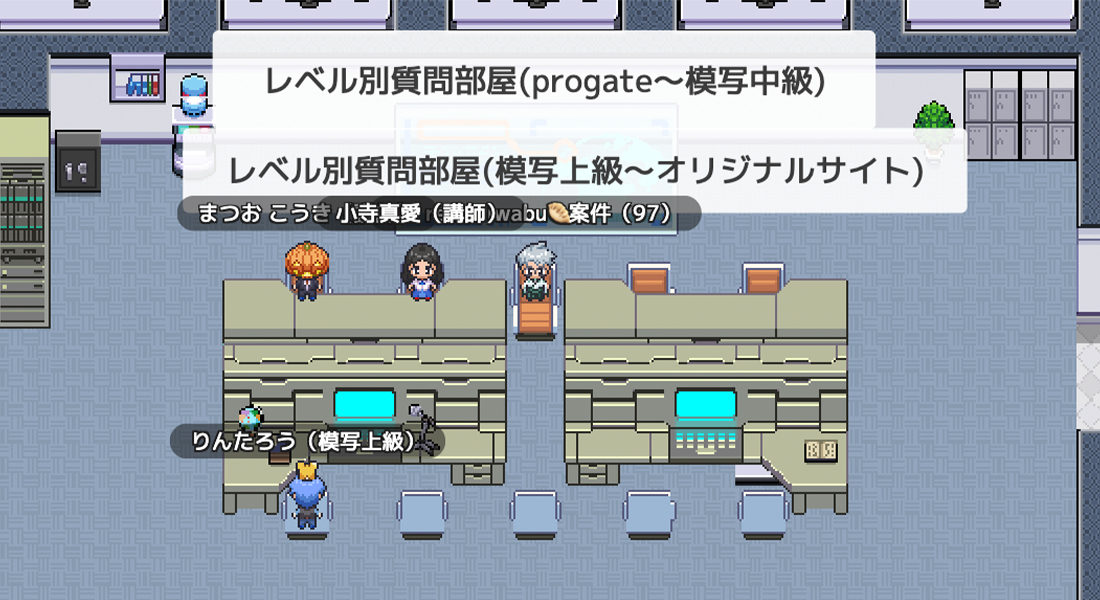 レベル別質問部屋(progate〜模写中級)
レベル別質問部屋(模写上級〜オリジナルサイト)
まつお こうき 小寺真愛（講師） wabu🥟案件（97）
りんたろう（模写上級）